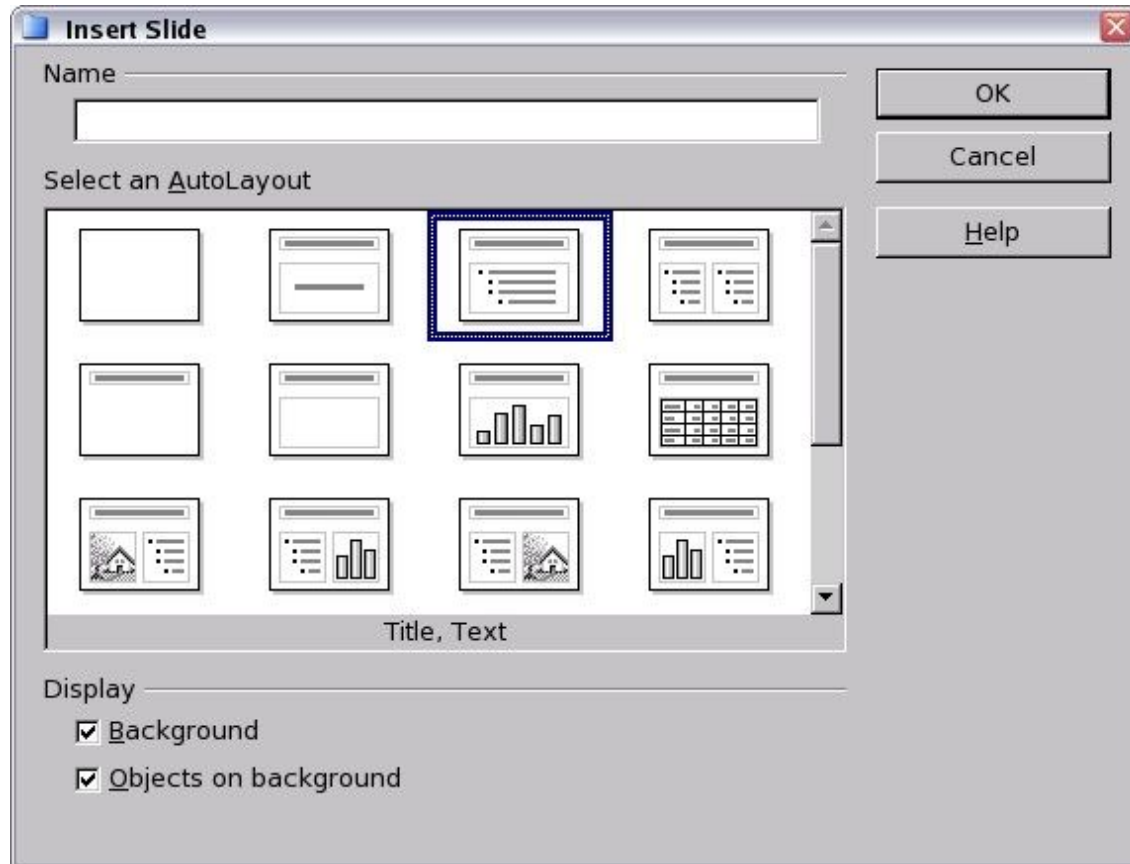 Insert Slide
Name
OK
Cancel
Select an AutoLayout
Help
Title, Text
Display
Background
Objects on background